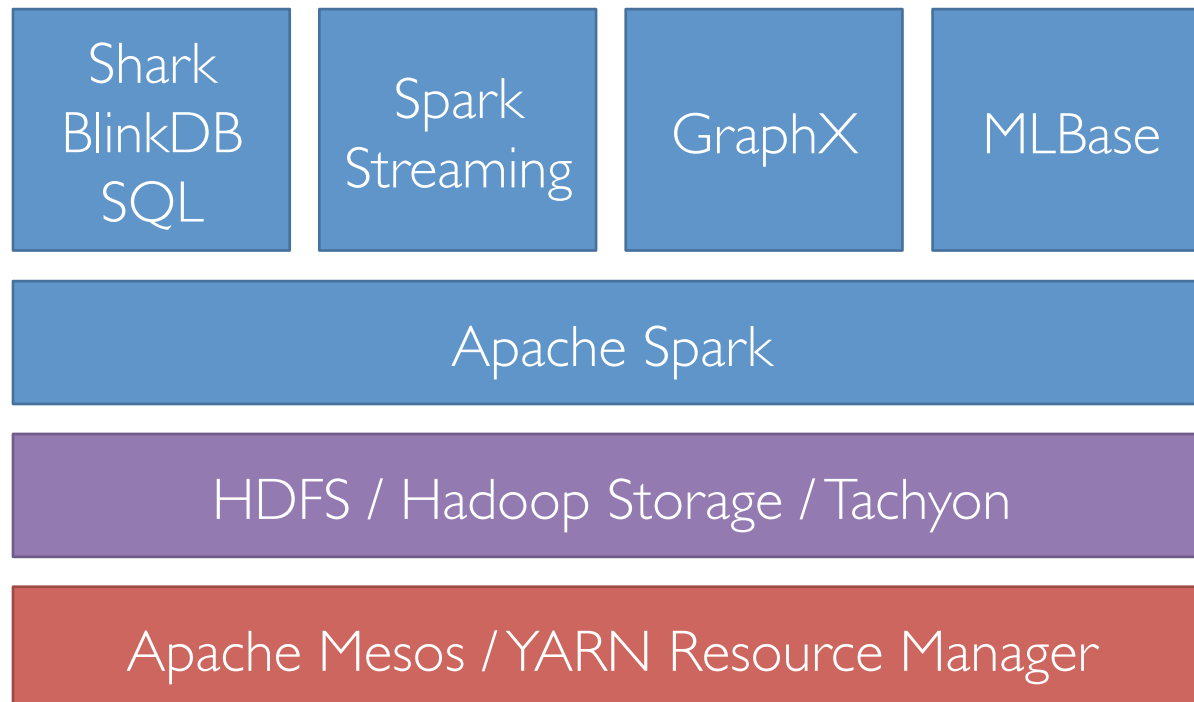 Shark
BlinkDB
SQL
Spark
Streaming
GraphX
MLBase
Apache Spark
HDFS / Hadoop Storage / Tachyon
Apache Mesos / YARN Resource Manager